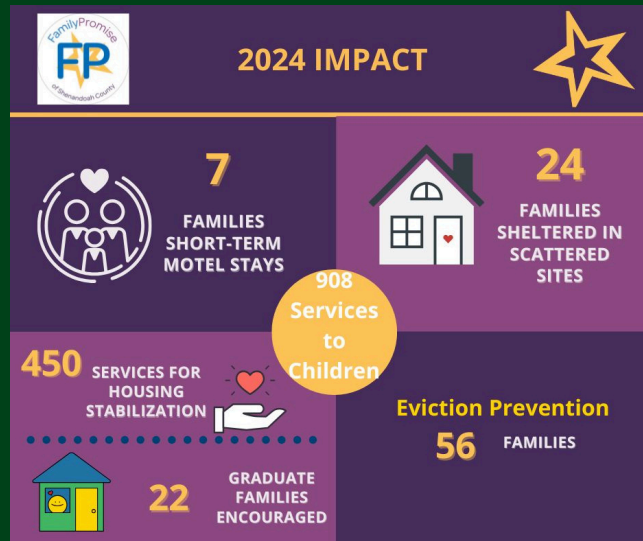 FamilyPromise
FP
of Shenandoah County
2024 IMPACT
7
FAMILIES
SHORT-TERM
MOTEL STAYS
24
FAMILIES
SHELTERED IN
SCATTERED
SITES
908
Services
to
Children
450
SERVICES FOR
HOUSING
STABILIZATION
22
GRADUATE
FAMILIES
ENCOURAGED
Eviction Prevention
56
FAMILIES